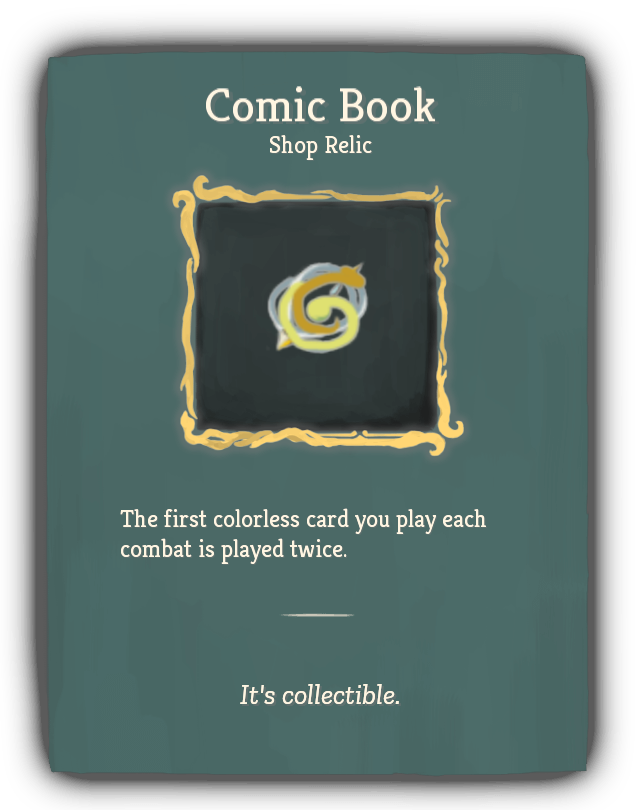 Comic Book
Shop Relic
The first colorless card you play each
combat is played twice.
It's collectible.